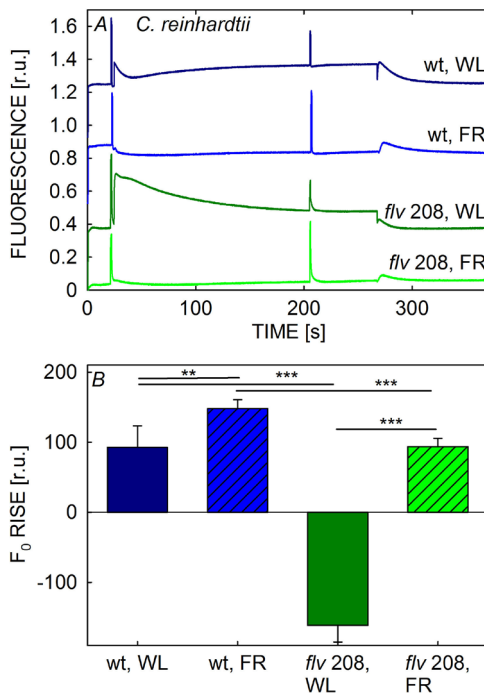 A C. reinhardtii
1.6
1.4
1.2
1.0
0.8
0.6
0.4
0.2
0
FLUORESCENCE [r.u.]
wt, WL
wt, FR
flv 208, WL
flv 208, FR
0 100 200 300
TIME [s]
B
200
100
0
-100
F0 RISE [r.u.]
**
***
***
***
wt, WL
wt, FR
flv 208,
WL
flv 208,
FR